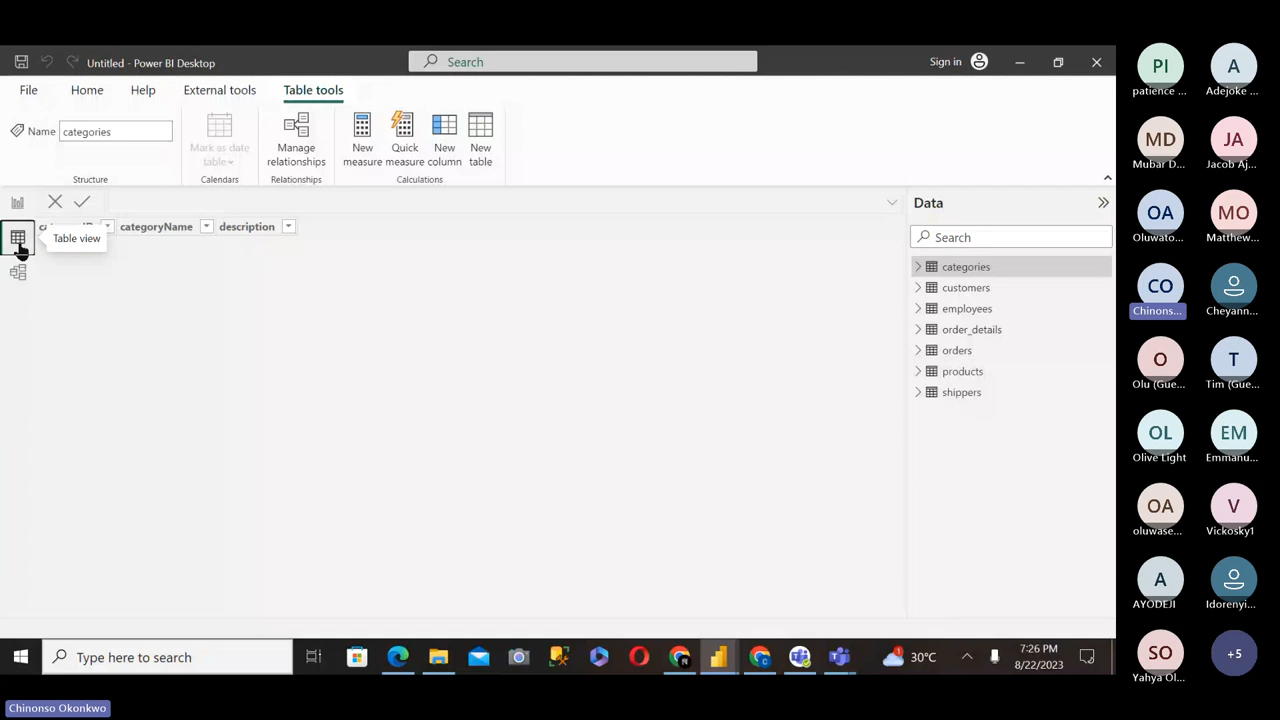 Untitled - Power BI Desktop
Search
Sign in
File
Home
Help
External tools
Table tools
Name
categories
Mark as date
table
Manage
relationships
New
measure
Quick
measure
New
column
New
table
Structure
Calendars
Relationships
Calculations
categoryName
description
Table view
Data
Search
categories
customers
employees
order_details
orders
products
shippers
PI
patience ...
A
Adejoke ...
MD
Mubar D...
JA
Jacob Aj...
OA
Oluwato...
MO
Matthew...
CO
Chinons...
Cheyann...
O
Olu (Gue...
T
Tim (Gue...
OL
Olive Light
EM
Emmanu...
OA
oluwase...
V
Vickosky1
A
AYODEJI
Idorenyi...
SO
Yahya Ol...
+5
Type here to search
1
30°C
7:26 PM
8/22/2023
Chinonso Okonkwo